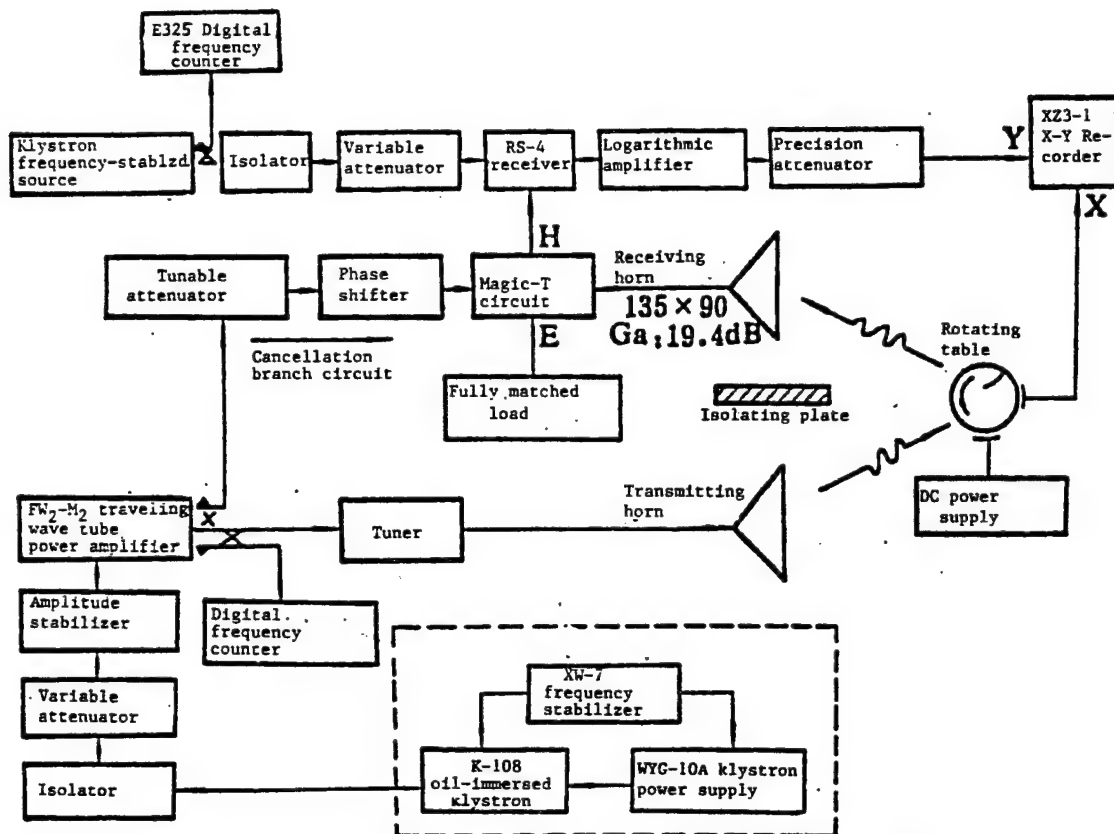 E325 Digital
frequency
counter
Klystron
frequency-stablzd
source
Isolator
Variable
attenuator
RS-4
receiver
Logarithmic
amplifier
Precision
attenuator
Y
XZ3-1
X-Y Re-
corder
X
H
Tunable
attenuator
Phase
shifter
Magic-T
circuit
Receiving
horn
135 × 90
Ga:19.4dB
E
Cancellation
branch circuit
Fully matched
load
Isolating plate
Rotating
table
FW₂-M₂ traveling
wave tube
power amplifier
Tuner
Transmitting
horn
DC power
supply
Amplitude
stabilizer
Digital
frequency
counter
Variable
attenuator
XW-7
frequency
stabilizer
Isolator
K-108
oil-immersed
klystron
WYG-10A klystron
power supply